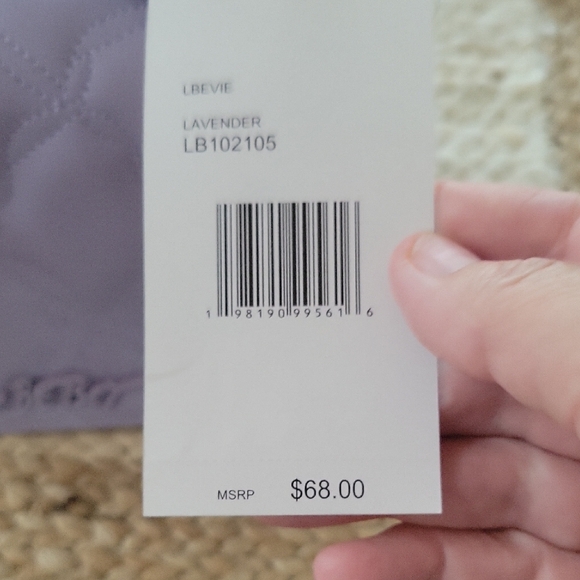 LBEVIE
LAVENDER
LB102105
1 98190 99561 6
MSRP $68.00